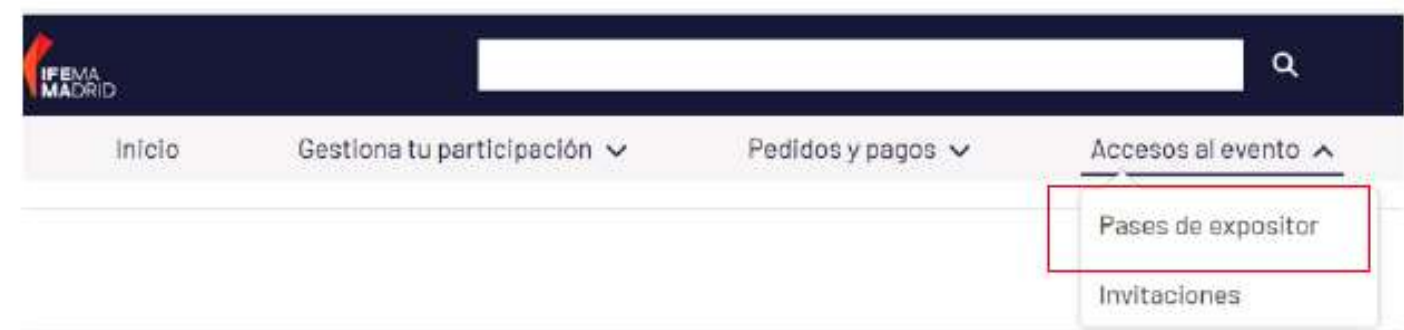 IFEMA
MADRID
Inicio
Gestiona tu participación
Pedidos y pagos
Accesos al evento
Pases de expositor
Invitaciones